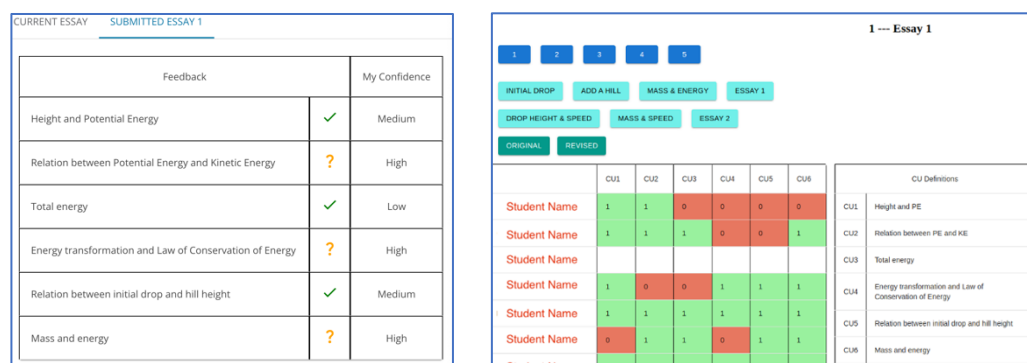 CURRENT ESSAY SUBMITTED ESSAY 1
Feedback My Confidence
Height and Potential Energy ✓ Medium
Relation between Potential Energy and Kinetic Energy ? High
Total energy ✓ Low
Energy transformation and Law of Conservation of Energy ? High
Relation between initial drop and hill height ✓ Medium
Mass and energy ? High
1 --- Essay 1
1 2 3 4 5
INITIAL DROP ADD A HILL MASS & ENERGY ESSAY 1
DROP HEIGHT & SPEED MASS & SPEED ESSAY 2
ORIGINAL REVISED
CU1 CU2 CU3 CU4 CU5 CU6
Student Name 1 1 0 0 0 0
Student Name 1 1 1 0 0 1
Student Name
Student Name 1 0 0 1 1 1
Student Name 1 1 1 1 1 1
Student Name 0 1 1 0 1 1
CU Definitions
CU1 Height and PE
CU2 Relation between PE and KE
CU3 Total energy
CU4 Energy transformation and Law of
Conservation of Energy
CU5 Relation between initial drop and hill height
CU6 Mass and energy